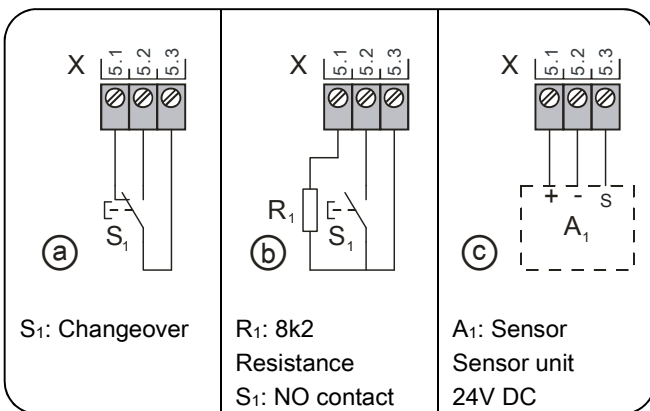 X 5.1 5.2 5.3
S1
a
S1: Changeover
X 5.1 5.2 5.3
R1 S1
b
R1: 8k2
Resistance
S1: NO contact
X 5.1 5.2 5.3
+ - S
A1
c
A1: Sensor
Sensor unit
24V DC